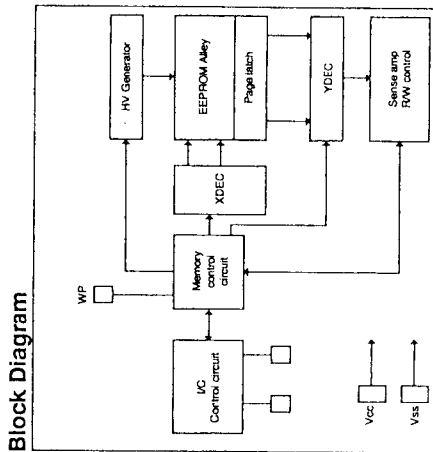 Block Diagram
HV Generator
EEPROM Alley
Page latch
YDEC
Sense amp
R/W control
XDEC
WP
Memory
control
circuit
I/C
Control circuit
Vcc
Vss